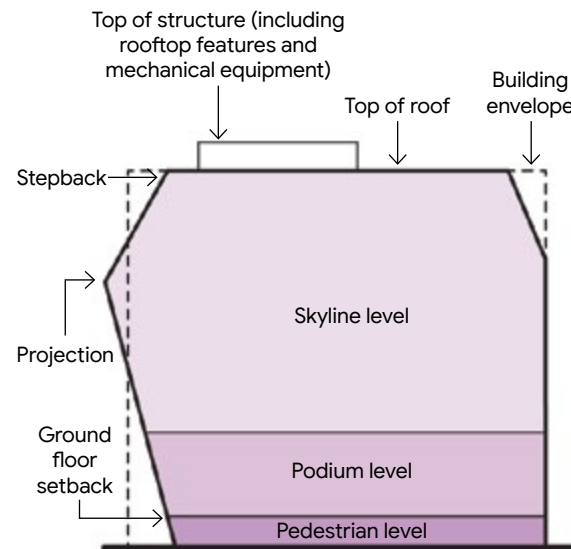 Top of structure (including
rooftop features and
mechanical equipment)
Building
envelope
Top of roof
Stepback
Skyline level
Projection
Ground
floor
setback
Podium level
Pedestrian level